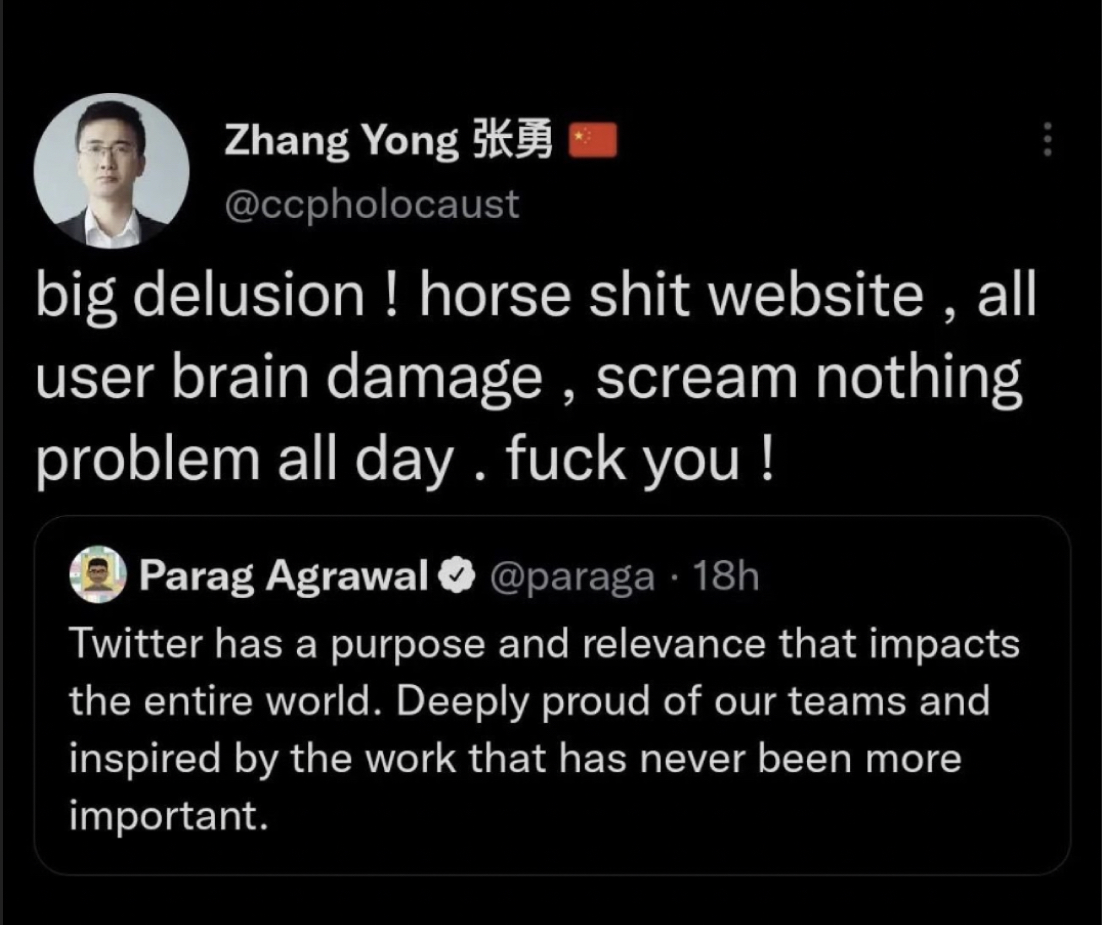 Zhang Yong 张勇 🇨🇳
@ccpholocaust
big delusion ! horse shit website , all
user brain damage , scream nothing
problem all day . fuck you !
Parag Agrawal @paraga · 18h
Twitter has a purpose and relevance that impacts
the entire world. Deeply proud of our teams and
inspired by the work that has never been more
important.